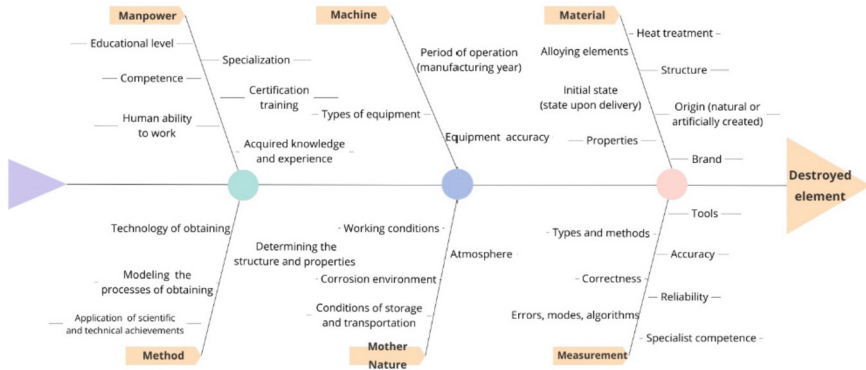 Manpower
Educational level
Competence
Human ability
to work
Specialization
Certification
training
Acquired knowledge
and experience
Machine
Period of operation
(manufacturing year)
Types of equipment
Equipment accuracy
Material
Heat treatment
Alloying elements
Structure
Initial state
(state upon delivery)
Origin (natural or
artificially created)
Properties
Brand
Destroyed
element
Technology of obtaining
Determining the
structure and properties
Modeling the
processes of obtaining
Application of scientific
and technical achievements
Method
Working conditions
Atmosphere
Corrosion environment
Conditions of storage
and transportation
Mother
Nature
Tools
Types and methods
Accuracy
Correctness
Reliability
Errors, modes, algorithms
Specialist competence
Measurement